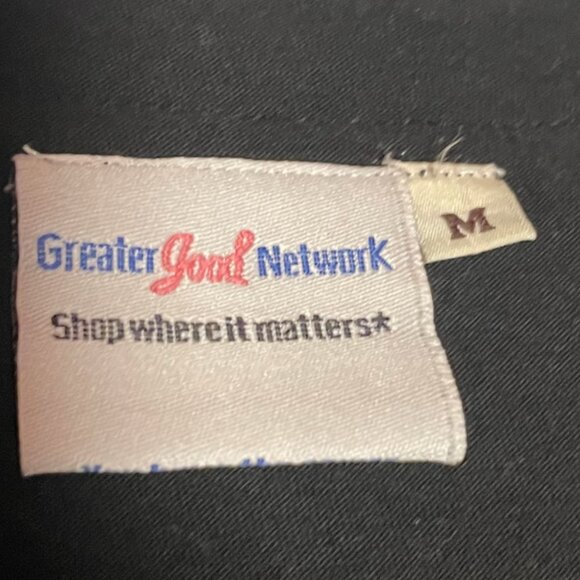 Greater good Network
Shop where it matters*
M